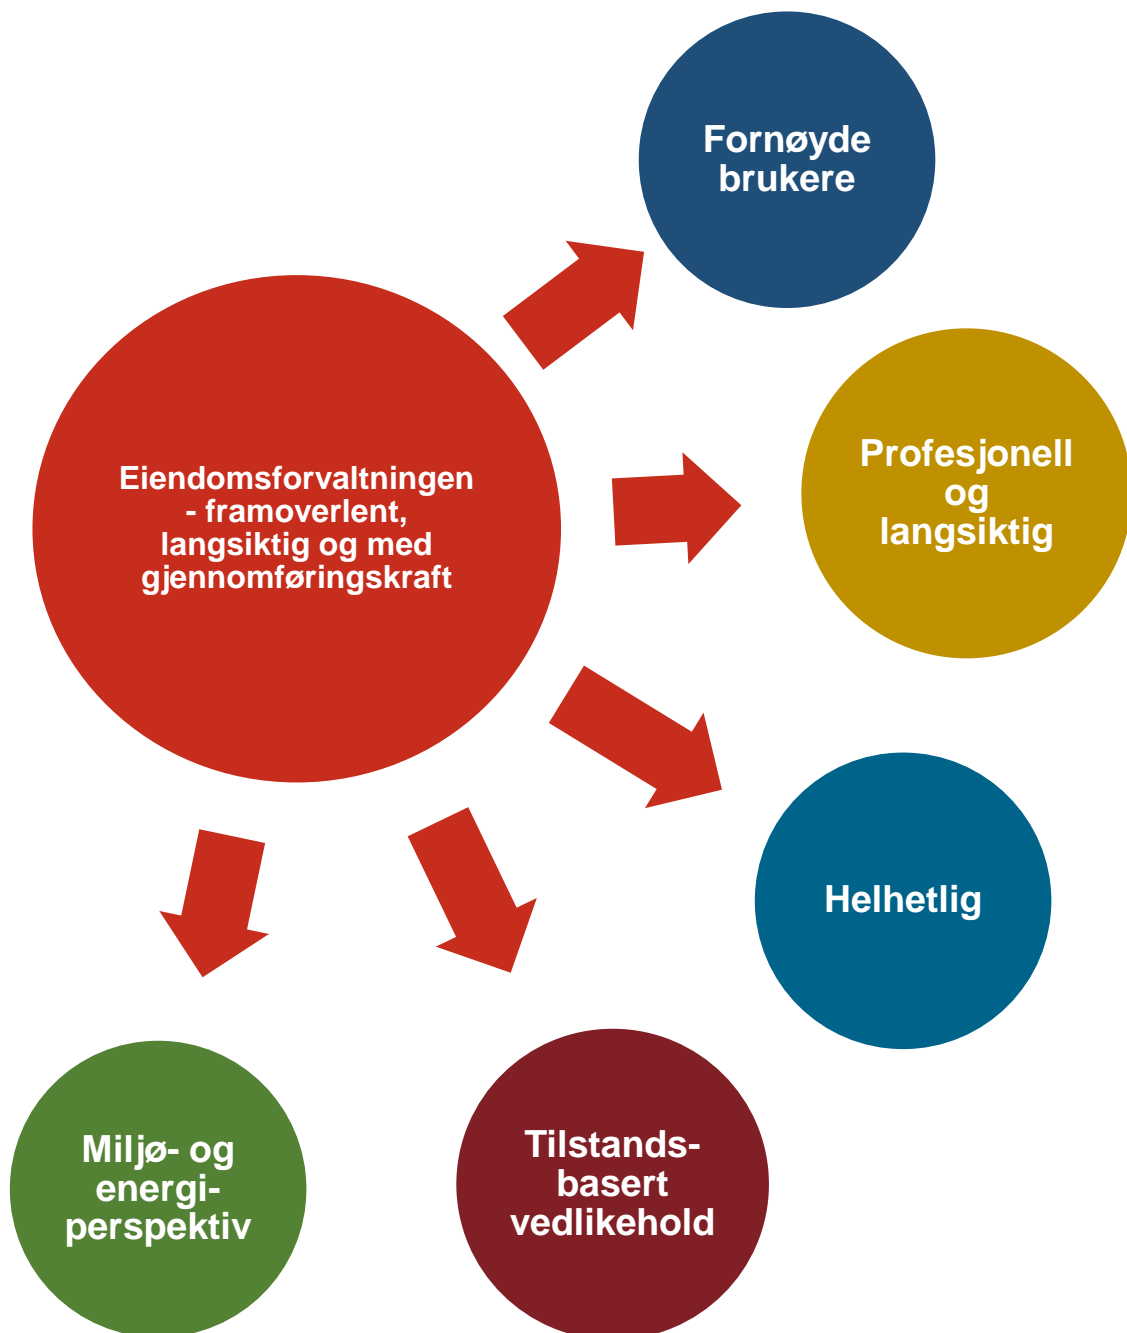 Fornøyde
brukere
Eiendomsforvaltningen
- framoverlent,
langsiktig og med
gjennomføringskraft
Profesjonell
og
langsiktig
Helhetlig
Tilstands-
basert
vedlikehold
Miljø- og
energi-
perspektiv